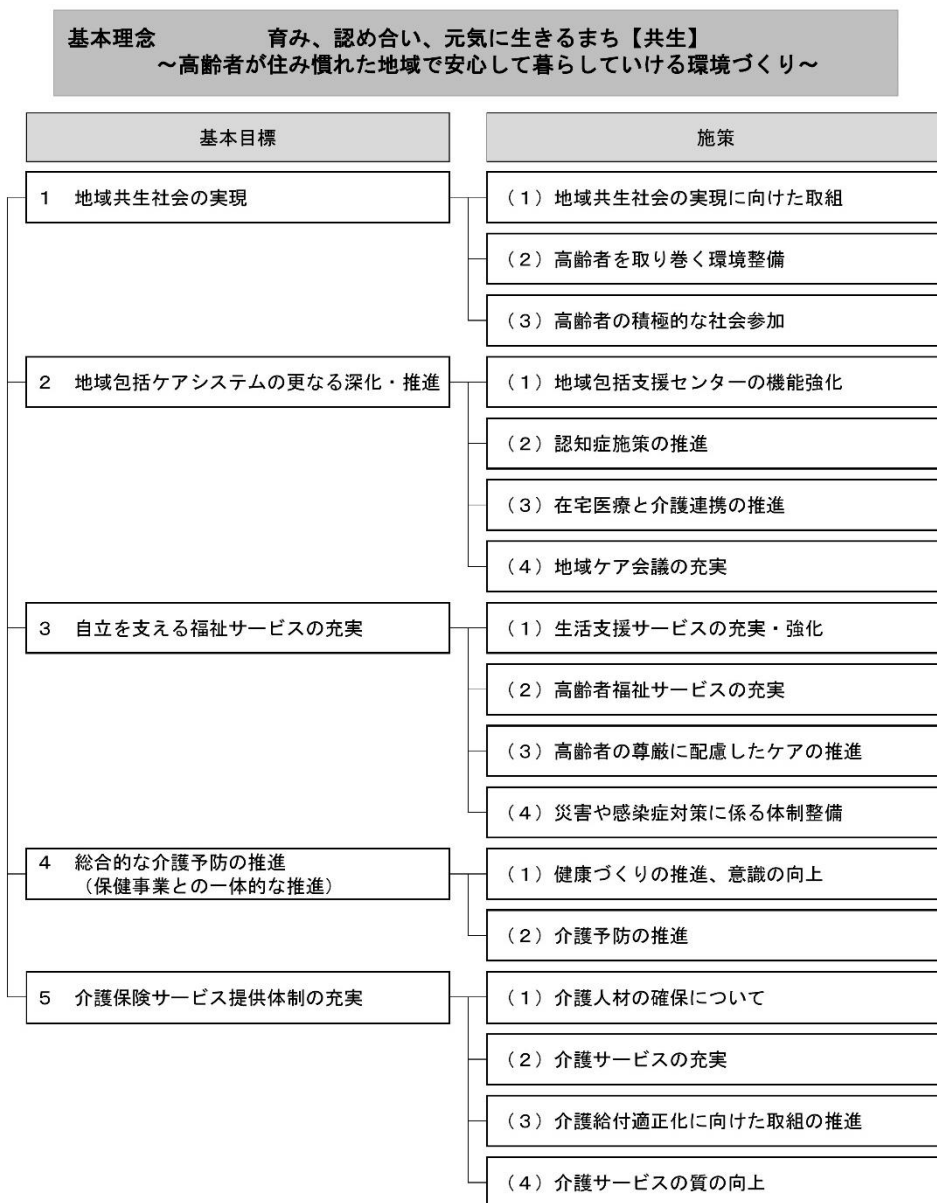 基本理念　育み、認め合い、元気に生きるまち【共生】
～高齢者が住み慣れた地域で安心して暮らしていける環境づくり～
基本目標
施策
1　地域共生社会の実現
（１）地域共生社会の実現に向けた取組
（２）高齢者を取り巻く環境整備
（３）高齢者の積極的な社会参加
2　地域包括ケアシステムの更なる深化・推進
（１）地域包括支援センターの機能強化
（２）認知症施策の推進
（３）在宅医療と介護連携の推進
（４）地域ケア会議の充実
3　自立を支える福祉サービスの充実
（１）生活支援サービスの充実・強化
（２）高齢者福祉サービスの充実
（３）高齢者の尊厳に配慮したケアの推進
（４）災害や感染症対策に係る体制整備
4　総合的な介護予防の推進
（保健事業との一体的な推進）
（１）健康づくりの推進、意識の向上
（２）介護予防の推進
5　介護保険サービス提供体制の充実
（１）介護人材の確保について
（２）介護サービスの充実
（３）介護給付適正化に向けた取組の推進
（４）介護サービスの質の向上